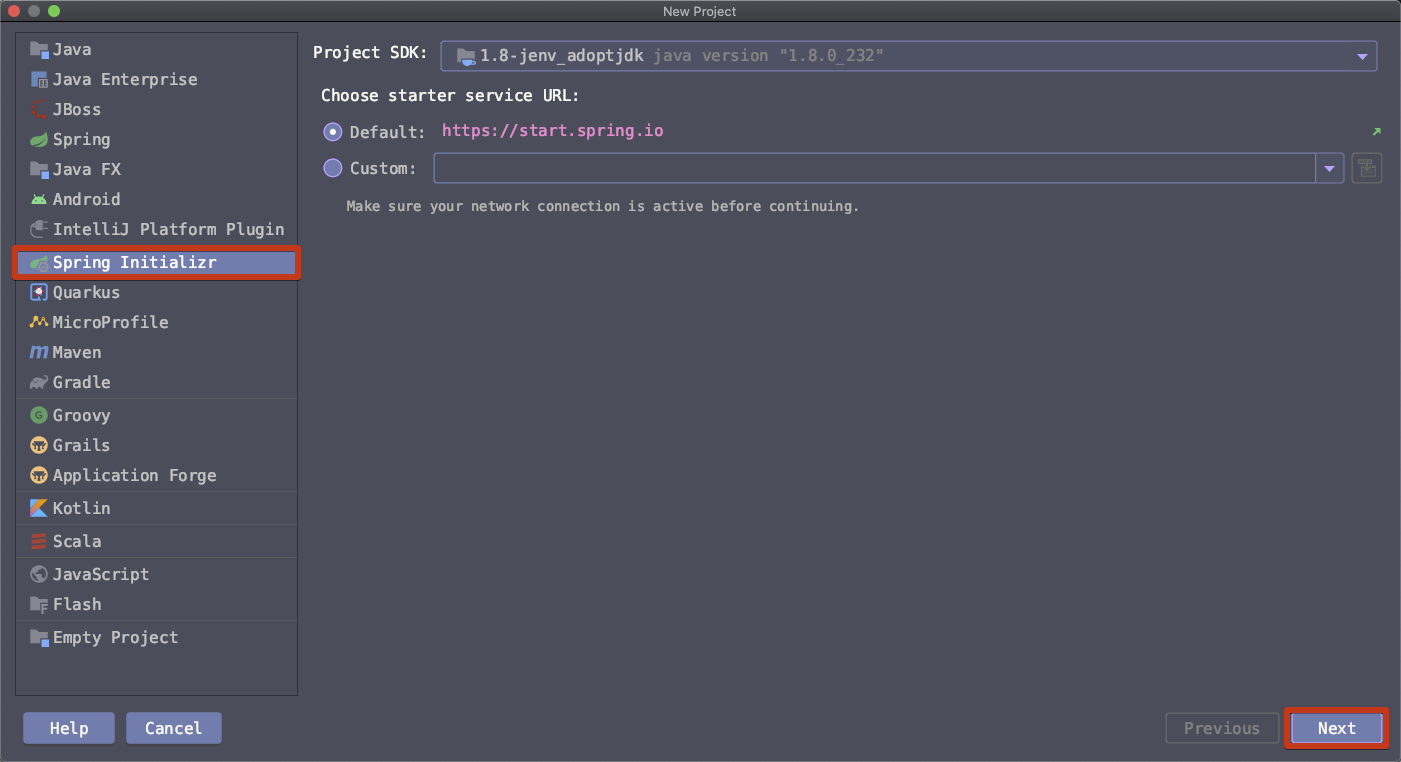 New Project
Java
Java Enterprise
JBoss
Spring
Java FX
Android
IntelliJ Platform Plugin
Spring Initializr
Quarkus
MicroProfile
Maven
Gradle
Groovy
Grails
Application Forge
Kotlin
Scala
JavaScript
Flash
Empty Project
Project SDK: 1.8-jenv_adoptjdk java version "1.8.0_232"
Choose starter service URL:
Default: https://start.spring.io
Custom:
Make sure your network connection is active before continuing.
Help Cancel Previous Next